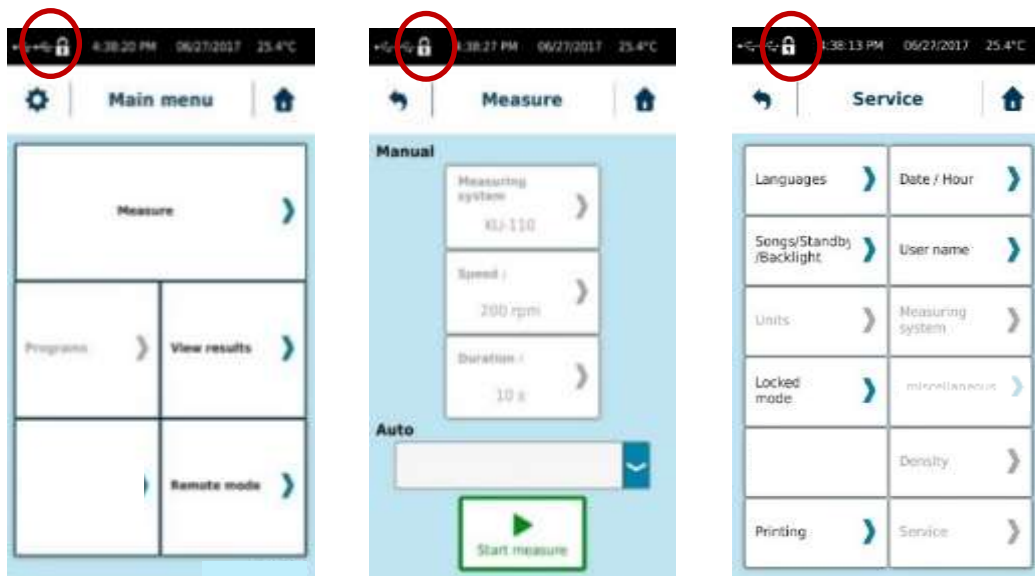 4:38:20 PM 06/27/2017 25.4°C
Main menu
Measure
Programs
View results
Remote mode
4:38:27 PM 06/27/2017 25.4°C
Measure
Manual
Measuring
system
XU-110
Speed :
200 rpm
Duration :
10 s
Auto
Start measure
4:38:13 PM 06/27/2017 25.4°C
Service
Languages
Date / Hour
Songs/Standby
/Backlight
User name
Units
Measuring
system
Locked
mode
miscellaneous
Density
Printing
Service